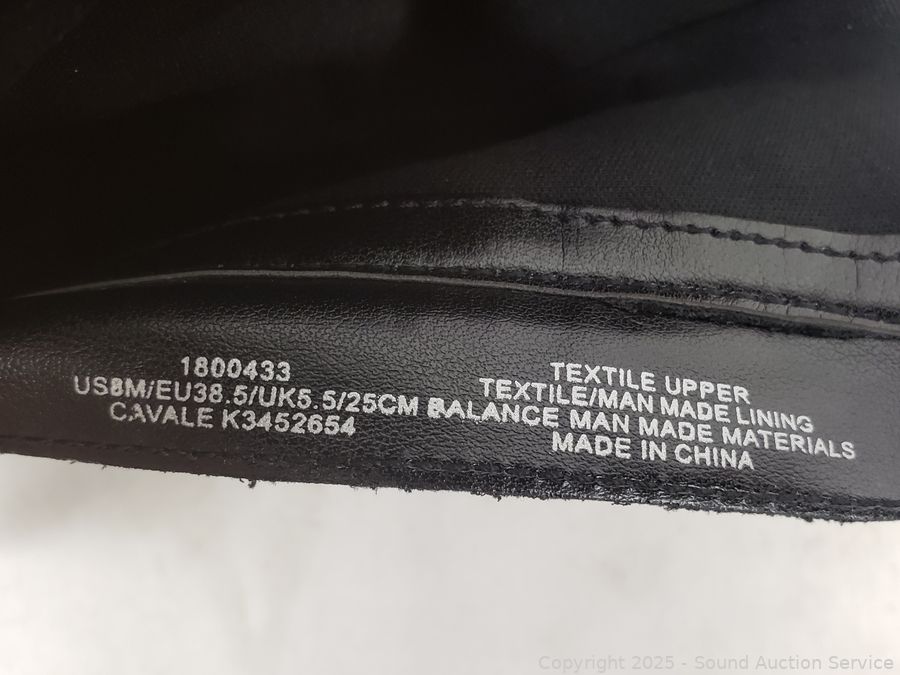 1800433
US8M/EU38.5/UK5.5/25CM
CAVALE K3452654
TEXTILE UPPER
TEXTILE/MAN MADE LINING
BALANCE MAN MADE MATERIALS
MADE IN CHINA
Copyright 2025 - Sound Auction Service